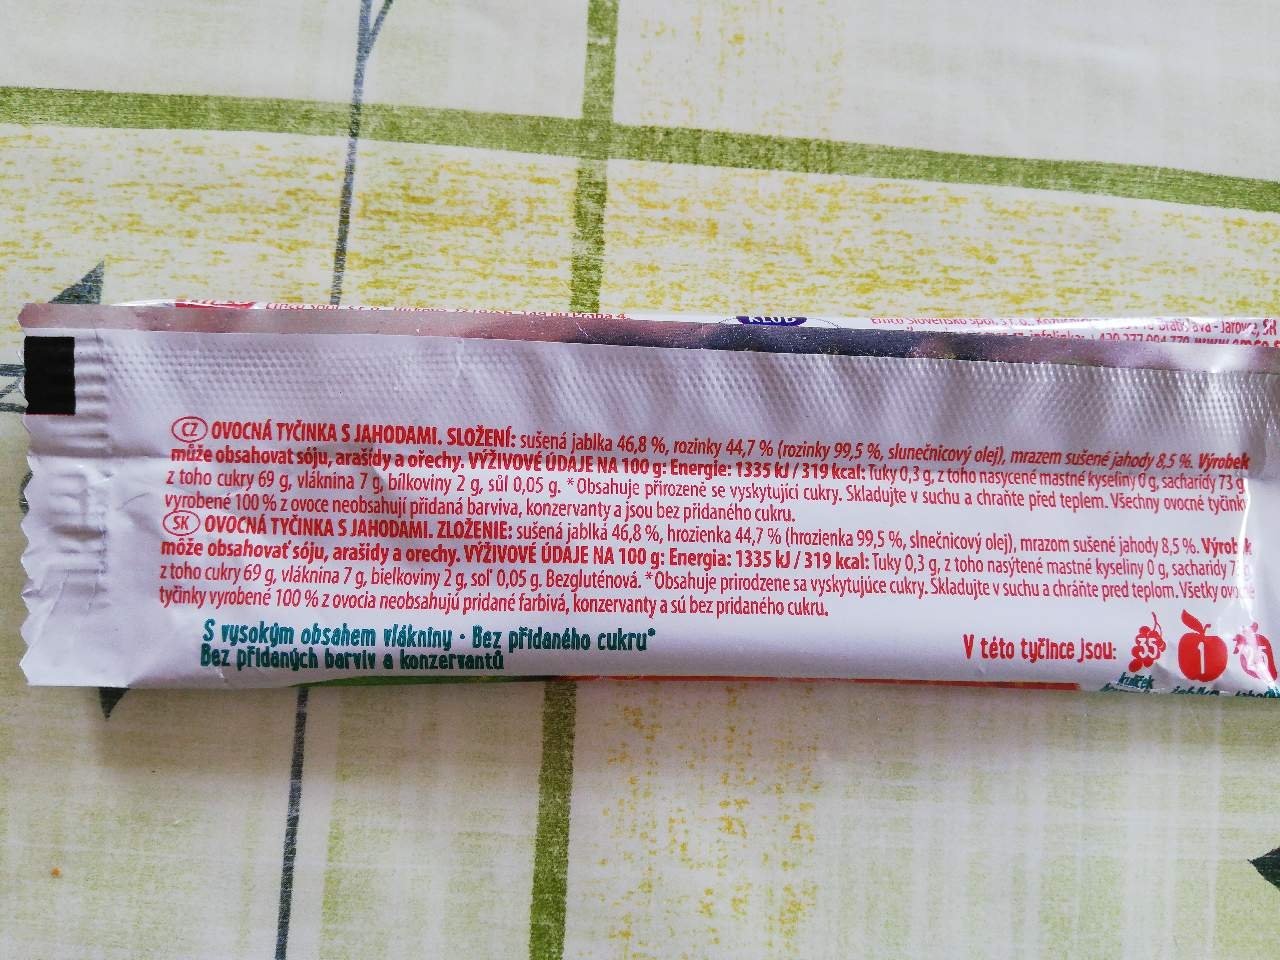 KLUB
CZ OVOCNÁ TYČINKA S JAHODAMI. SLOŽENÍ: sušená jablka 46,8 %, rozinky 44,7 % (rozinky 99,5 %, slunečnicový olej), mrazem sušené jahody 8,5 %. Výrobek
může obsahovat sóju, arašídy a ořechy. VÝŽIVOVÉ ÚDAJE NA 100 g: Energie: 1335 kJ / 319 kcal: Tuky 0,3 g, z toho nasycené mastné kyseliny 0 g, sacharidy 73 g
z toho cukry 69 g, vláknina 7 g, bílkoviny 2 g, sůl 0,05 g. *Obsahuje přirozeně se vyskytující cukry. Skladujte v suchu a chraňte před teplem. Všechny ovocné tyčink
vyrobené 100 % z ovoce neobsahují přidaná barviva, konzervanty a jsou bez přidaného cukru.
SK OVOCNÁ TYČINKA S JAHODAMI. ZLOŽENIE: sušená jablká 46,8 %, hrozienka 44,7 % (hrozienka 99,5 %, slnečnicový olej), mrazom sušené jahody 8,5 %.
môže obsahovať sóju, arašidy a orechy. VÝŽIVOVÉ ÚDAJE NA 100 g: Energia: 1335 kJ / 319 kcal: Tuky 0,3 g, z toho nasýtené mastné kyseliny 0 g, sacharidy
z toho cukry 69 g, vláknina 7 g, bielkoviny 2 g, soľ 0,05 g. Bezgluténová. *Obsahuje prirodzene sa vyskytujúce cukry. Skladujte v suchu a chráňte pred teplom. Všetky
tyčinky vyrobené 100 % z ovocia neobsahujú pridané farbivá, konzervanty a sú bez pridaného cukru.
S vysokým obsahem vlákniny · Bez přidaného cukru*
Bez přidaných barviv a konzervantů
V této tyčince jsou: 35 1
kuliček